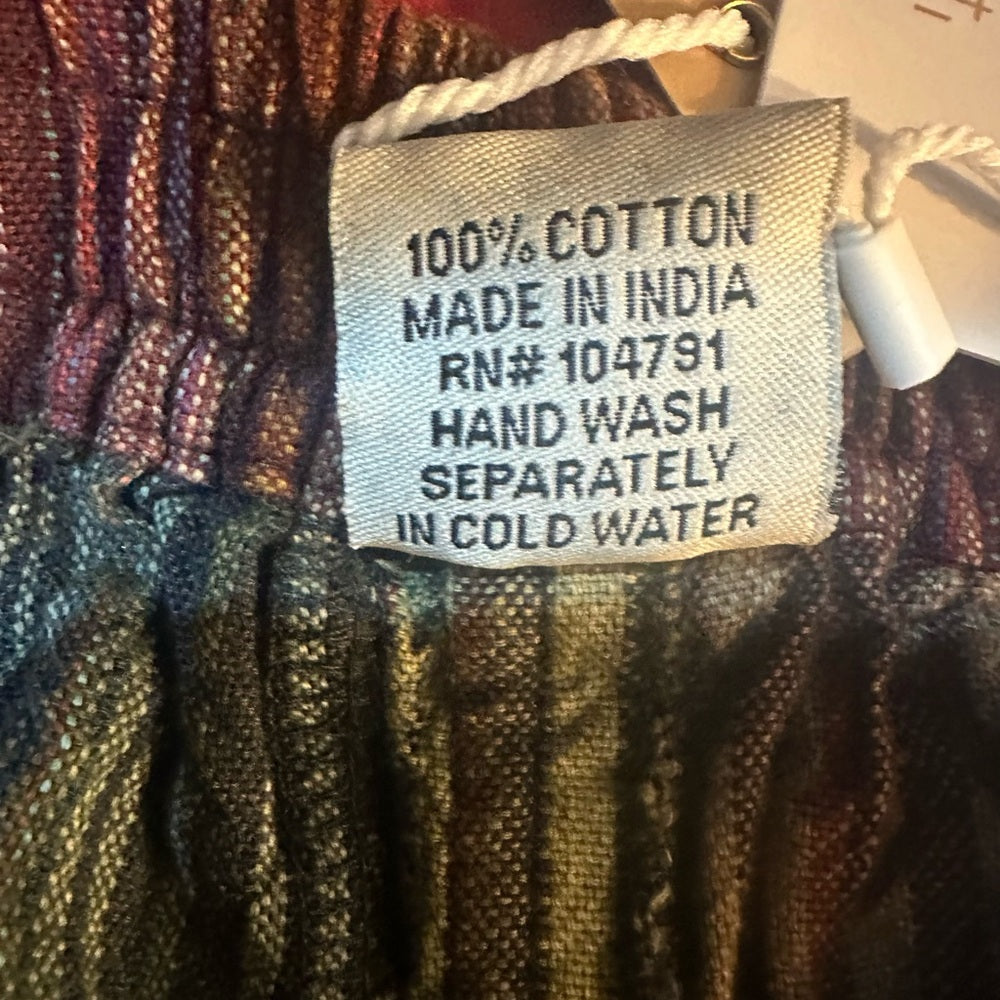 100% COTTON
MADE IN INDIA
RN# 104791
HAND WASH
SEPARATELY
IN COLD WATER